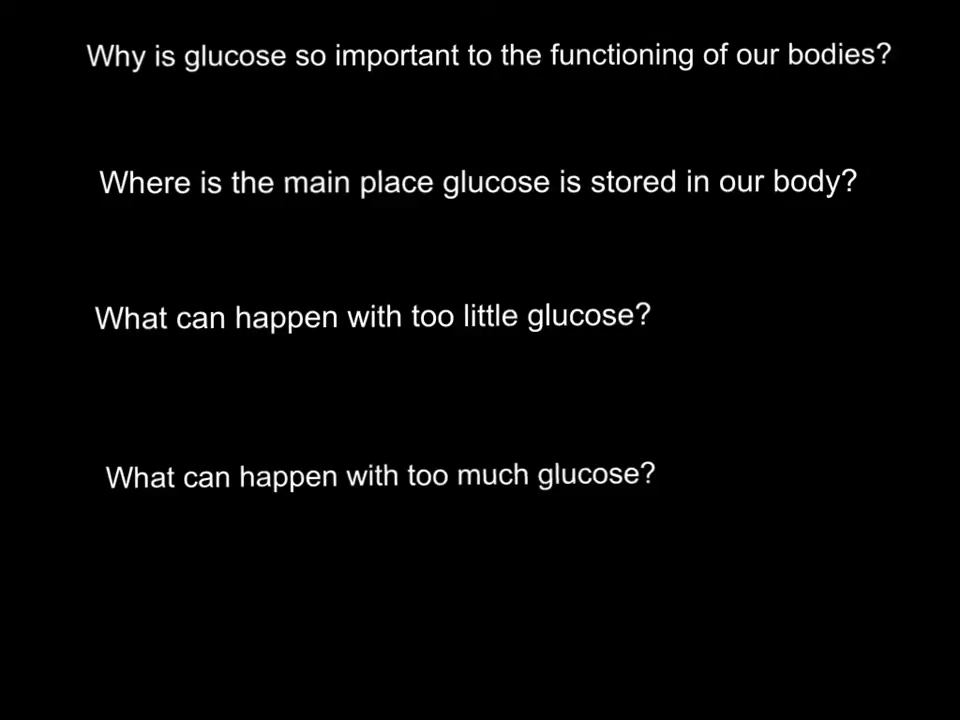 Why is glucose so important to the functioning of our bodies?
Where is the main place glucose is stored in our body?
What can happen with too little glucose?
What can happen with too much glucose?